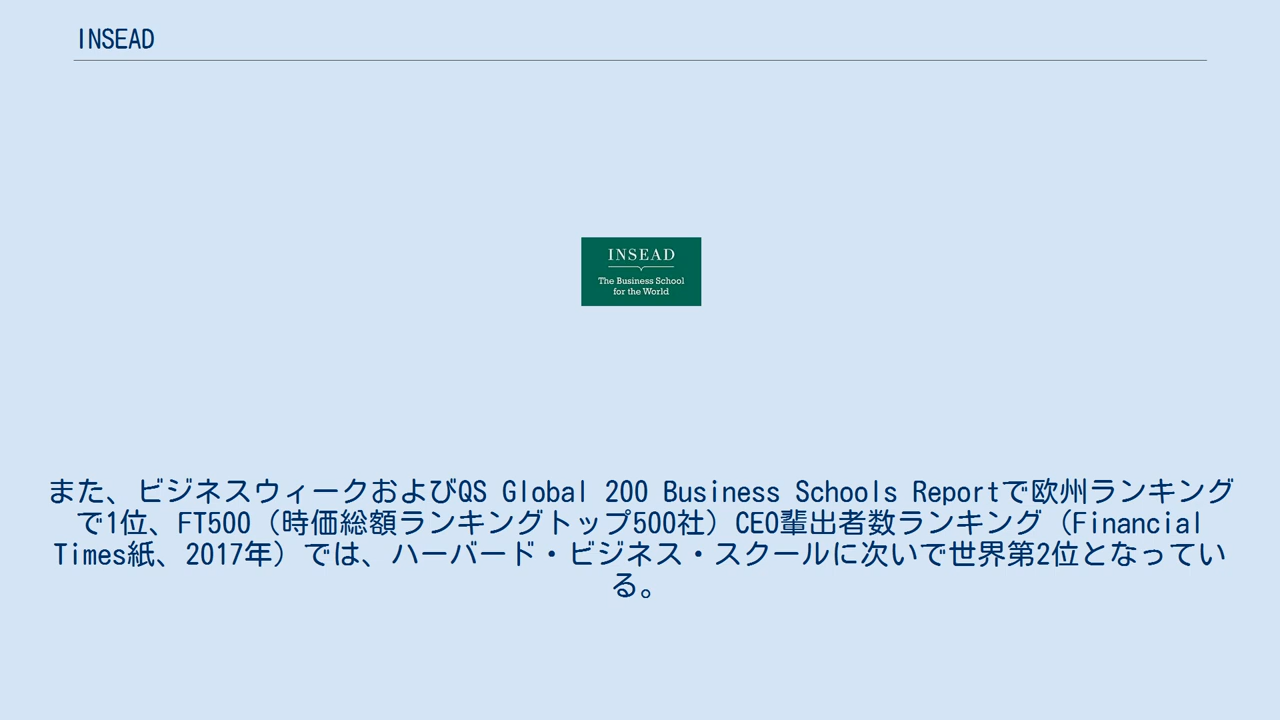 INSEAD
INSEAD
The Business School
for the World
また、ビジネスウィークおよびQS Global 200 Business Schools Reportで欧州ランキング
で1位、FT500（時価総額ランキングトップ500社）CEO輩出者数ランキング（Financial
Times紙、2017年）では、ハーバード・ビジネス・スクールに次いで世界第2位となってい
る。